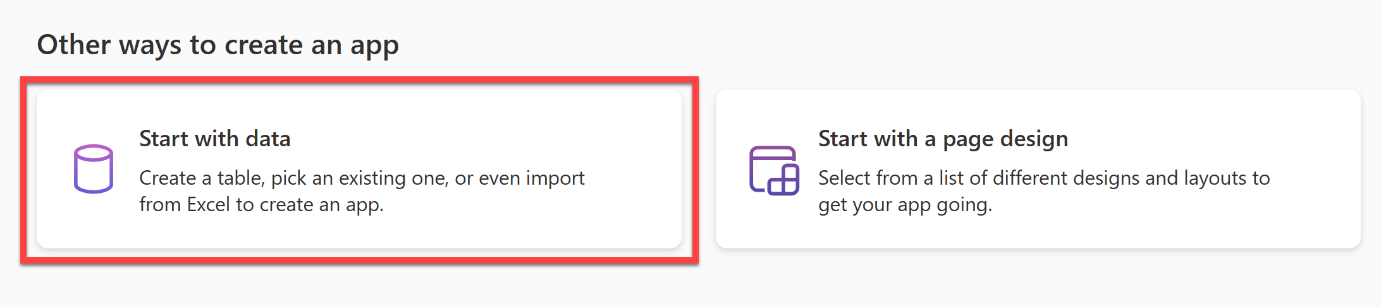 Other ways to create an app
Start with data
Create a table, pick an existing one, or even import
from Excel to create an app.
Start with a page design
Select from a list of different designs and layouts to
get your app going.